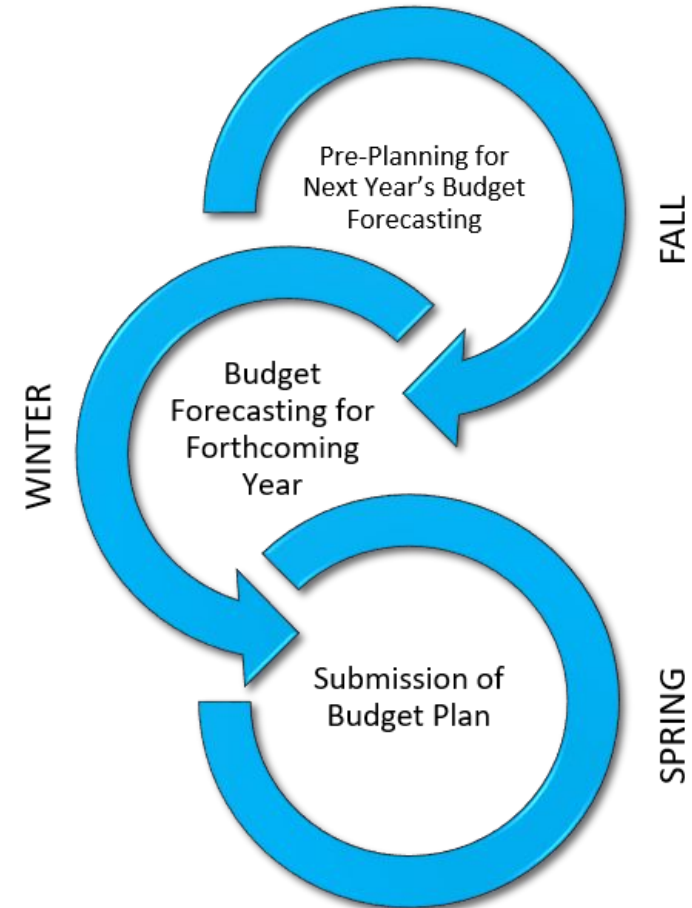 Pre-Planning for
Next Year’s Budget
Forecasting
FALL
Budget
Forecasting for
Forthcoming
Year
WINTER
Submission of
Budget Plan
SPRING